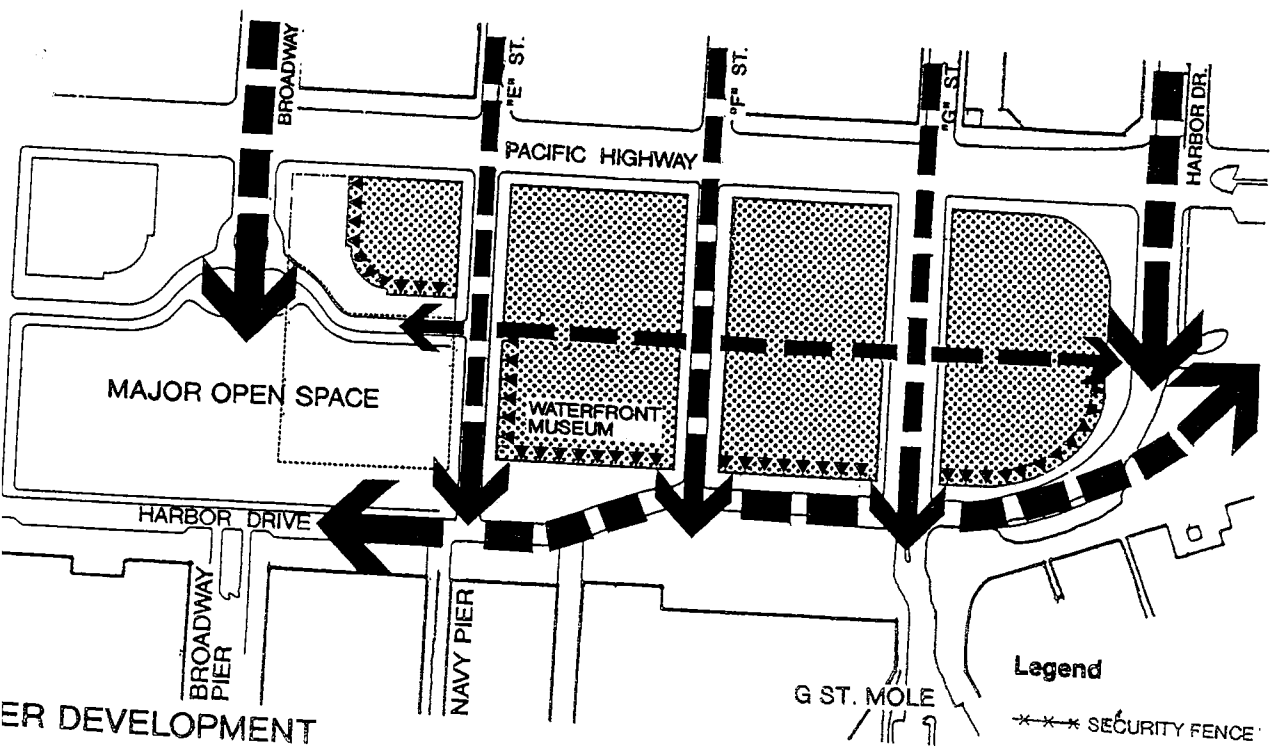 BROADWAY
"E" ST.
"F" ST.
"G" ST.
HARBOR DR.
PACIFIC HIGHWAY
MAJOR OPEN SPACE
WATERFRONT
MUSEUM
HARBOR DRIVE
BROADWAY
PIER
NAVY PIER
G ST. MOLE
Legend
SECURITY FENCE
ER DEVELOPMENT